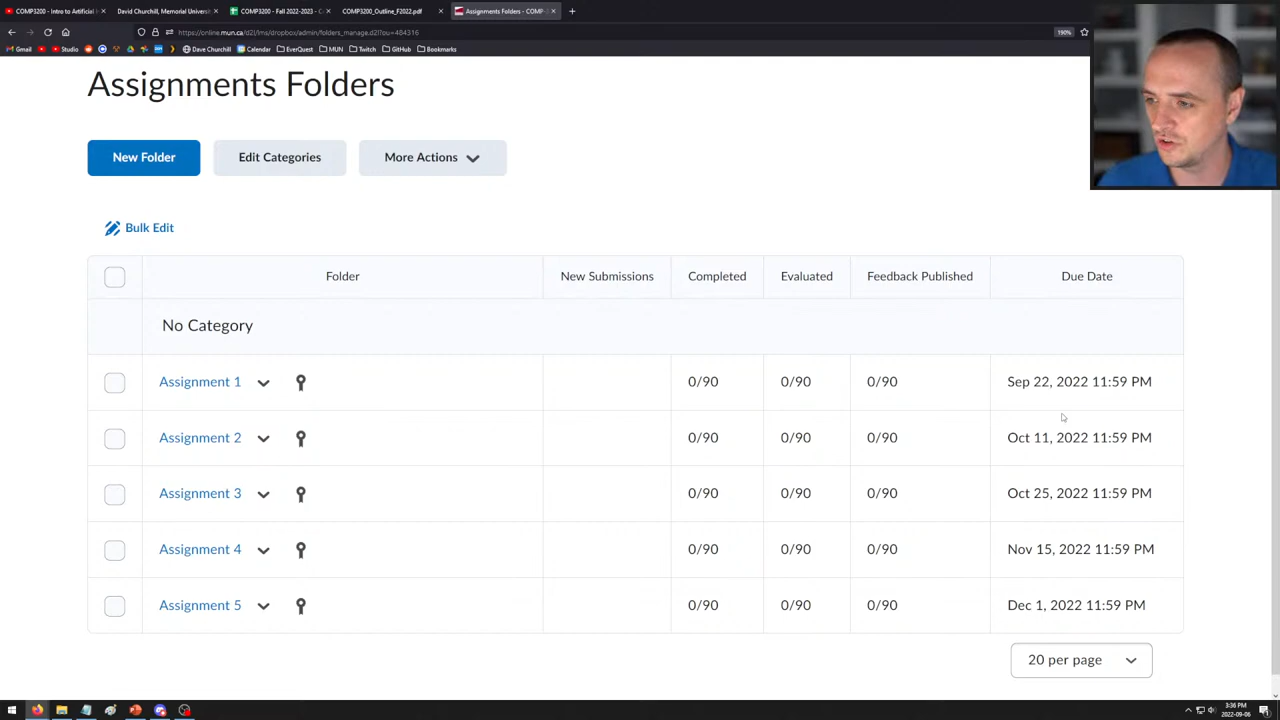 COMP3200 - Intro to Artificial I
David Churchill, Memorial Univers
COMP3200 - Fall 2022-2023 - C
COMP3200_Outline_F2022.pdf
Assignments Folders - COMP-
https://online.mun.ca/d2l/lms/dropbox/admin/folders_manage.d2l?ou=484316
190%
Gmail
Studio
Reload
Dave Churchill
Calendar
EverQuest
MUN
Twitch
GitHub
Bookmarks
Assignments Folders
New Folder
Edit Categories
More Actions
Bulk Edit
Folder New Submissions Completed Evaluated Feedback Published Due Date
No Category
Assignment 1 0/90 0/90 0/90 Sep 22, 2022 11:59 PM
Assignment 2 0/90 0/90 0/90 Oct 11, 2022 11:59 PM
Assignment 3 0/90 0/90 0/90 Oct 25, 2022 11:59 PM
Assignment 4 0/90 0/90 0/90 Nov 15, 2022 11:59 PM
Assignment 5 0/90 0/90 0/90 Dec 1, 2022 11:59 PM
20 per page
3:36 PM
2022-09-06